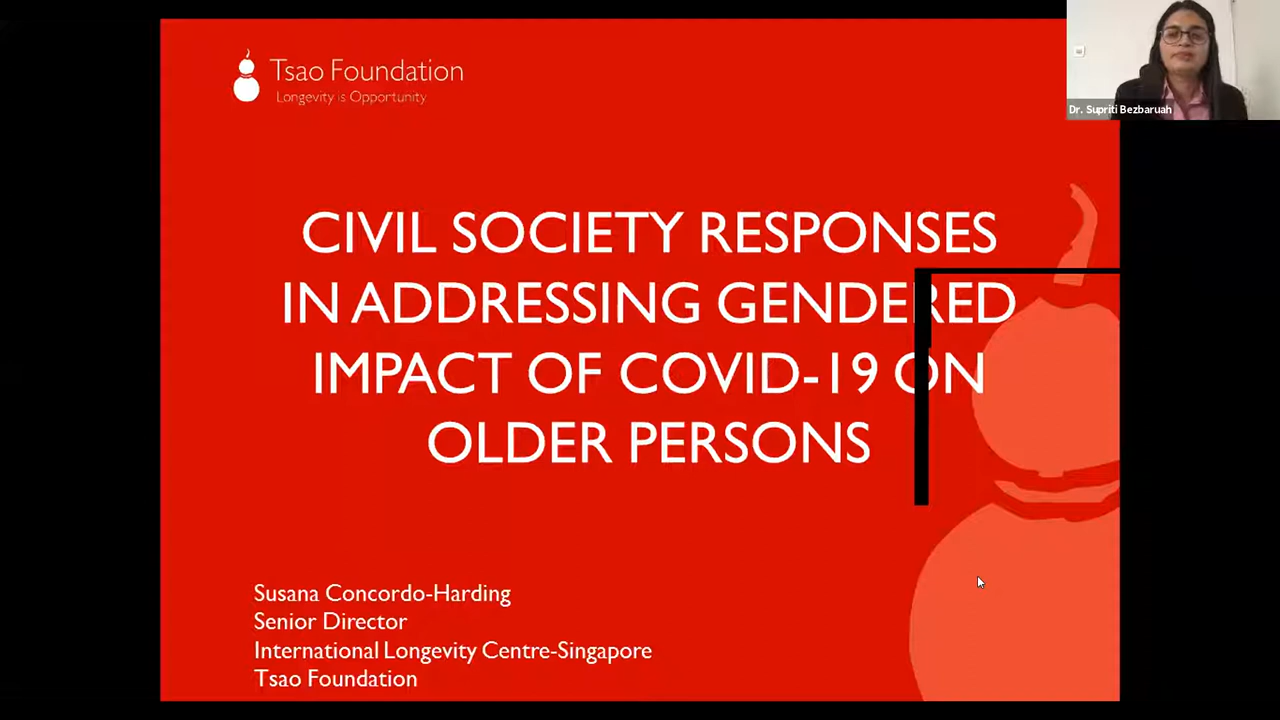 Tsao Foundation
Longevity is Opportunity
Dr. Supriti Bezbaruah
CIVIL SOCIETY RESPONSES
IN ADDRESSING GENDERED
IMPACT OF COVID-19 ON
OLDER PERSONS
Susana Concordo-Harding
Senior Director
International Longevity Centre-Singapore
Tsao Foundation